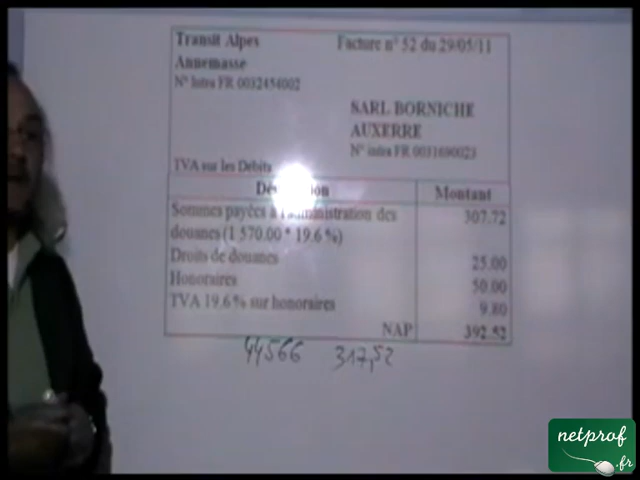 Transit Alpes Facture n° 52 du 29/05/11
Annemasse
N° Intra FR 0032454002
SARL BORNICHE
AUXERRE
N° intra FR 0031690023
TVA sur les Débits
Montant
Sommes payées à l'administration des 307.72
douanes (1 570.00 * 19.6 %)
Droits de douanes 25.00
Honoraires 50.00
TVA 19.6 % sur honoraires 9.80
NAP 392.52
44566 317,52
netprof
.fr